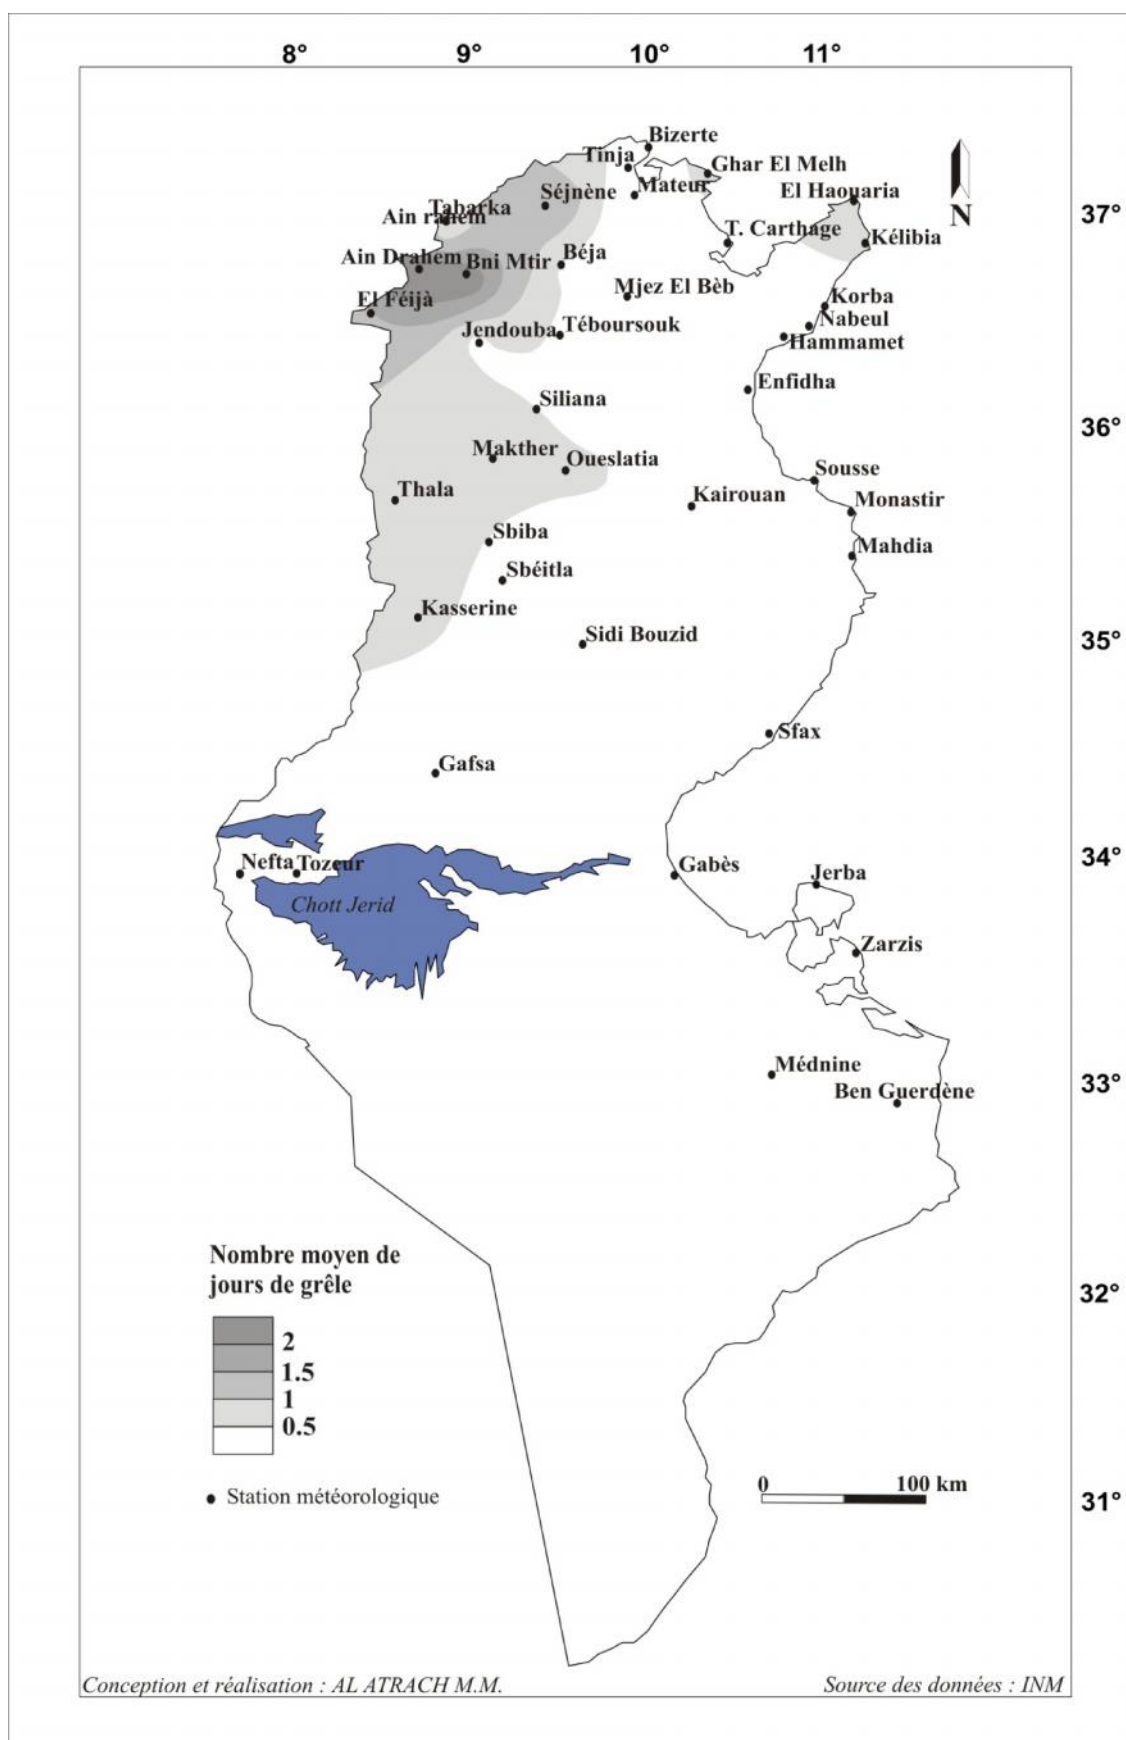 8° 9° 10° 11°
Bizerte
Tinja
Ghar El Melh
Mateur
El Haouaria
Séjnène
Tabarka
Ain rahem
N
37°
T. Carthage
Kélibia
Ain Drahem
Bni Mtir
Béja
Mjez El Bèb
El Féijà
Korba
Nabeul
Jendouba
Téboursouk
Hammamet
Enfidha
Siliana
36°
Makther
Oueslatia
Sousse
Thala
Kairouan
Monastir
Sbiba
Mahdia
Sbéitla
Kasserine
Sidi Bouzid
35°
Sfax
Gafsa
34°
Nefta
Tozeur
Gabès
Jerba
Chott Jerid
Zarzis
Médnine
33°
Ben Guerdène
Nombre moyen de
jours de grêle
32°
2
1.5
1
0.5
Station météorologique
0 100 km
31°
Conception et réalisation : AL ATRACH M.M.
Source des données : INM